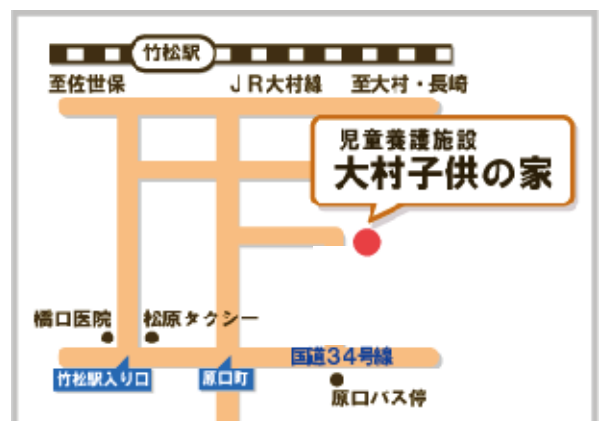 竹松駅
至佐世保
JR大村線
至大村・長崎
児童養護施設
大村子供の家
橋口医院
松原タクシー
国道34号線
竹松駅入り口
原口町
原口バス停